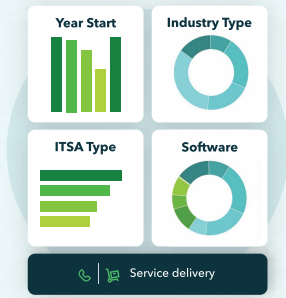 Year Start
Industry Type
ITSA Type
Software
Service delivery